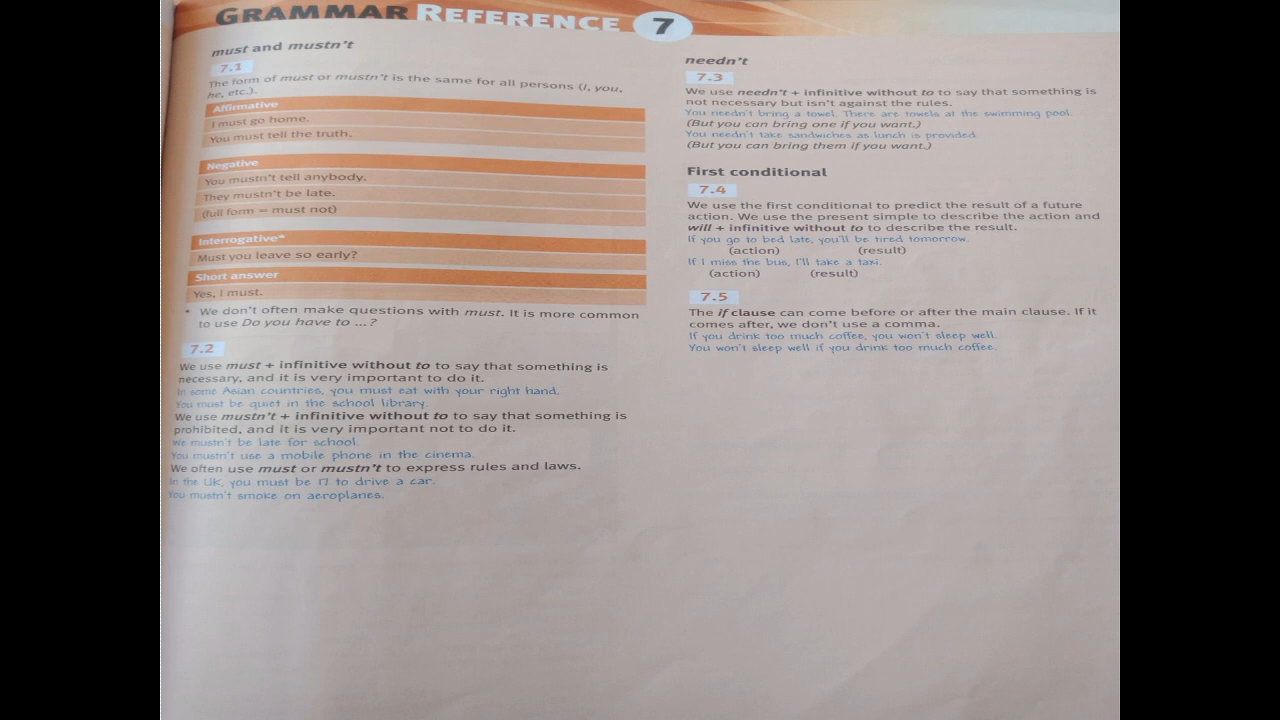 GRAMMAR REFERENCE 7
must and mustn't
7.1
The form of must or mustn't is the same for all persons (I, you,
he, etc.).
Affirmative
I must go home.
You must tell the truth.
Negative
You mustn't tell anybody.
They mustn't be late.
(full form = must not)
Interrogative*
Must you leave so early?
Short answer
Yes, I must.
* We don't often make questions with must. It is more common
to use Do you have to ...?
7.2
We use must + infinitive without to to say that something is
necessary, and it is very important to do it.
In some Asian countries, you must eat with your right hand.
You must be quiet in the school library.
We use mustn't + infinitive without to to say that something is
prohibited, and it is very important not to do it.
We mustn't be late for school.
You mustn't use a mobile phone in the cinema.
We often use must or mustn't to express rules and laws.
In the UK, you must be 17 to drive a car.
You mustn't smoke on aeroplanes.
needn't
7.3
We use needn't + infinitive without to to say that something is
not necessary but isn't against the rules.
You needn't bring a towel. There are towels at the swimming pool.
(But you can bring one if you want.)
You needn't take sandwiches as lunch is provided.
(But you can bring them if you want.)
First conditional
7.4
We use the first conditional to predict the result of a future
action. We use the present simple to describe the action and
will + infinitive without to to describe the result.
If you go to bed late, you'll be tired tomorrow.
(action) (result)
If I miss the bus, I'll take a taxi.
(action) (result)
7.5
The if clause can come before or after the main clause. If it
comes after, we don't use a comma.
If you drink too much coffee, you won't sleep well.
You won't sleep well if you drink too much coffee.